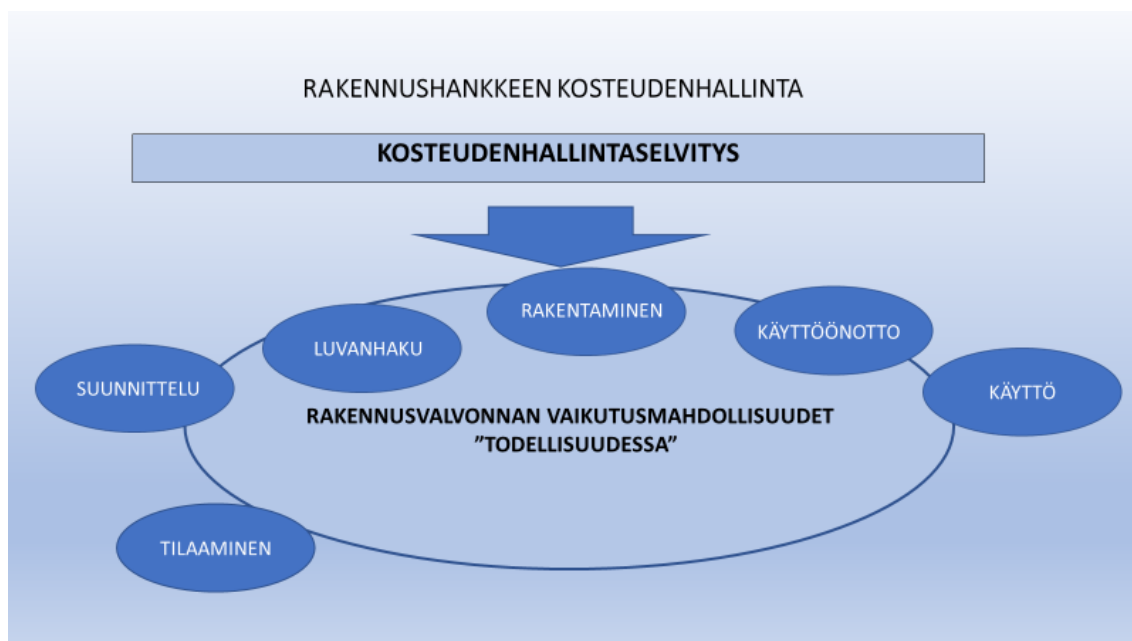 RAKENNUSHANKKEEN KOSTEUDENHALLINTA
KOSTEUDENHALLINTASELVITYS
RAKENTAMINEN
LUVANHAKU
KÄYTTÖÖNOTTO
SUUNNITTELU
KÄYTTÖ
RAKENNUSVALVONNAN VAIKUTUSMAHDOLLISUUDET
”TODELLISUUDESSA”
TILAAMINEN